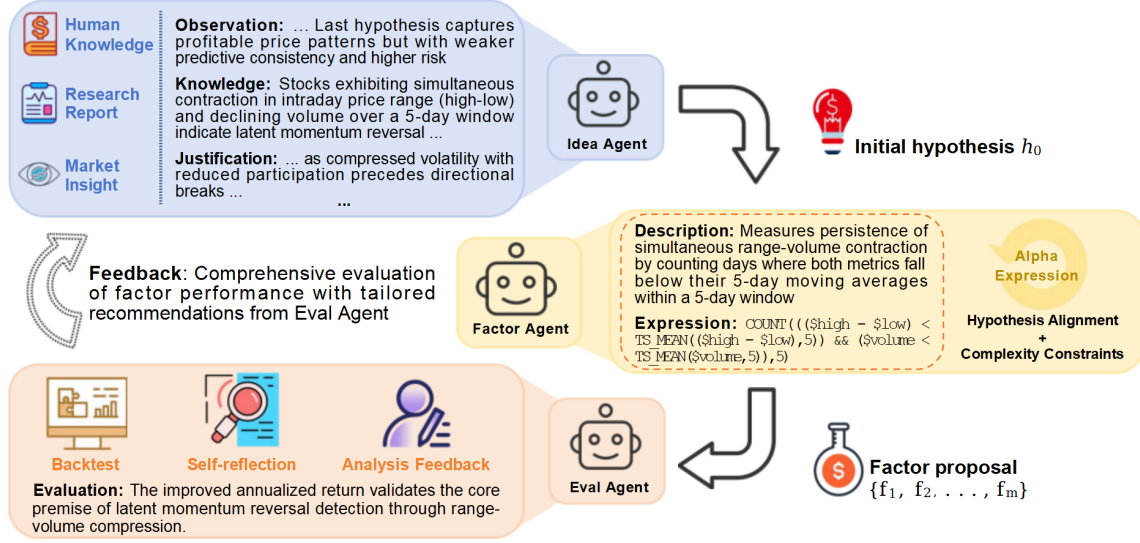 Human
Knowledge
Research
Report
Market
Insight
Observation: ... Last hypothesis captures
profitable price patterns but with weaker
predictive consistency and higher risk
Knowledge: Stocks exhibiting simultaneous
contraction in intraday price range (high-low)
and declining volume over a 5-day window
indicate latent momentum reversal ...
Justification: ... as compressed volatility with
reduced participation precedes directional
breaks ...
...
Idea Agent
Initial hypothesis h0
Feedback: Comprehensive evaluation
of factor performance with tailored
recommendations from Eval Agent
Factor Agent
Description: Measures persistence of
simultaneous range-volume contraction
by counting days where both metrics fall
below their 5-day moving averages
within a 5-day window
Expression: COUNT((($high - $low) <
TS_MEAN(($high - $low),5)) && ($volume <
TS_MEAN($volume,5)),5)
Alpha
Expression
Hypothesis Alignment
+
Complexity Constraints
Backtest
Self-reflection
Analysis Feedback
Evaluation: The improved annualized return validates the core
premise of latent momentum reversal detection through range-
volume compression.
Eval Agent
Factor proposal
{f1, f2, . . . , fm}